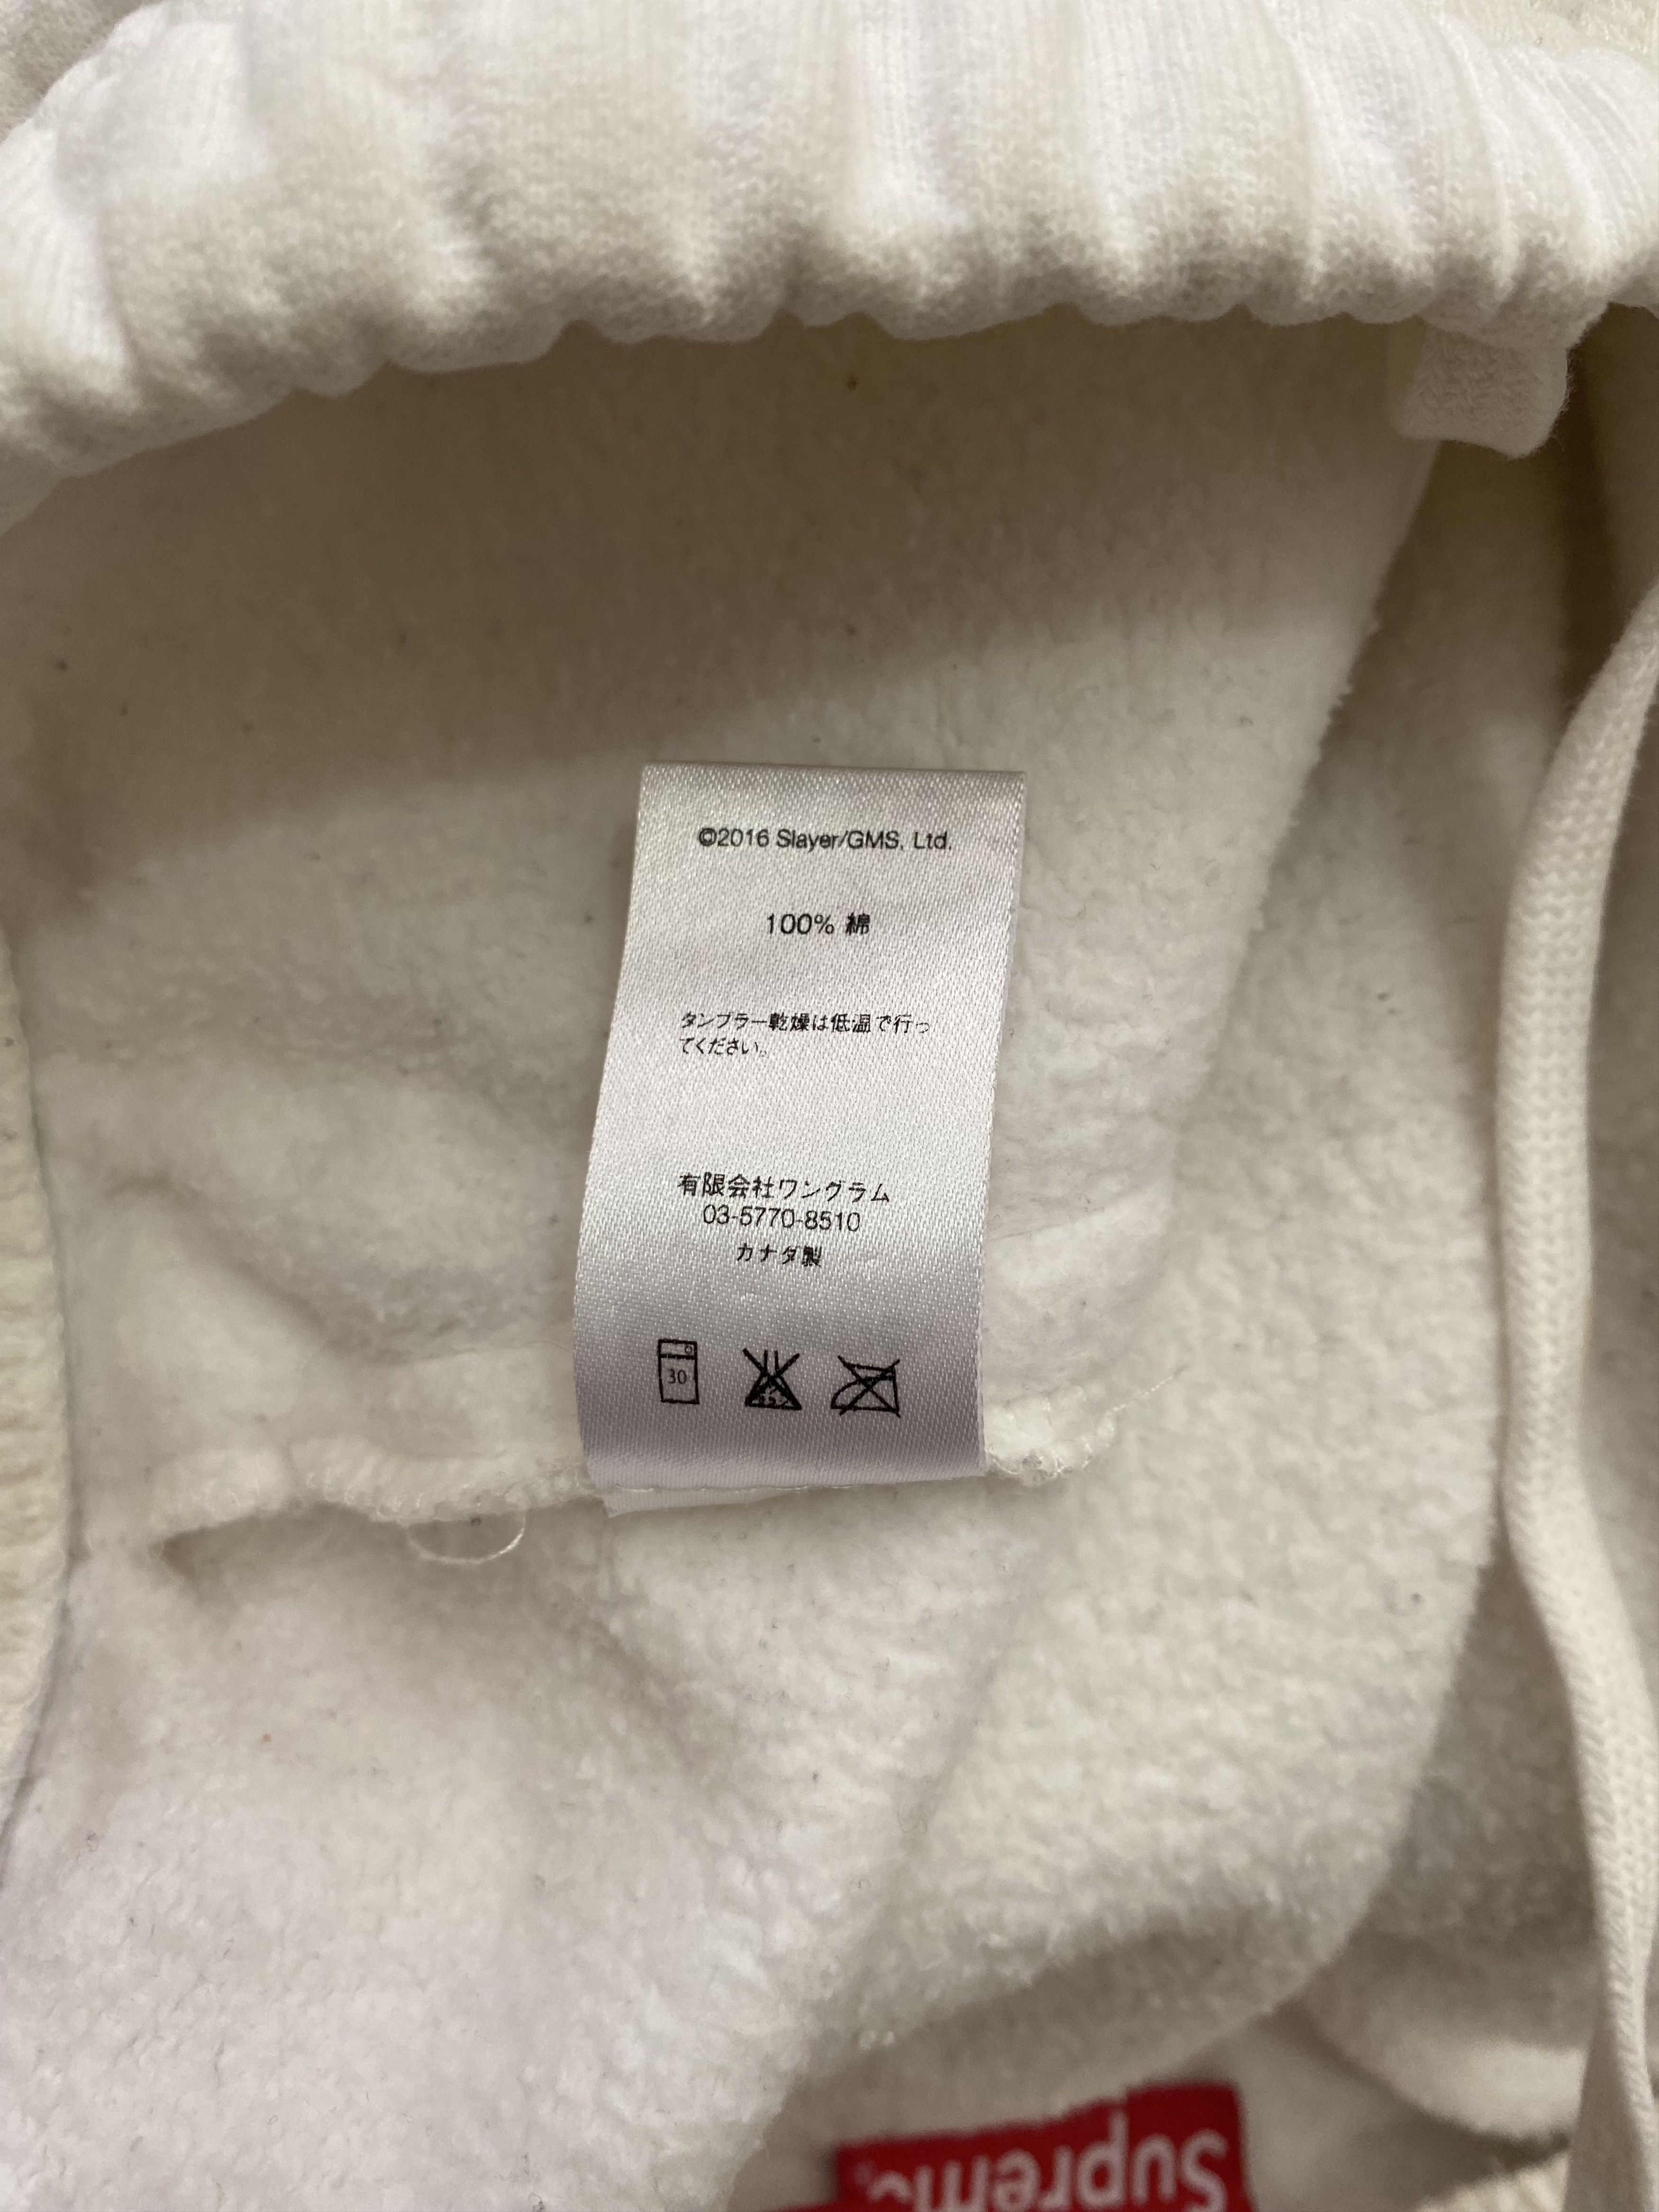 ©2016 Slayer/GMS, Ltd.
100% 綿
タンブラー乾燥は低温で行っ
てください。
有限会社ワングラム
03-5770-8510
カナダ製
30
Supreme